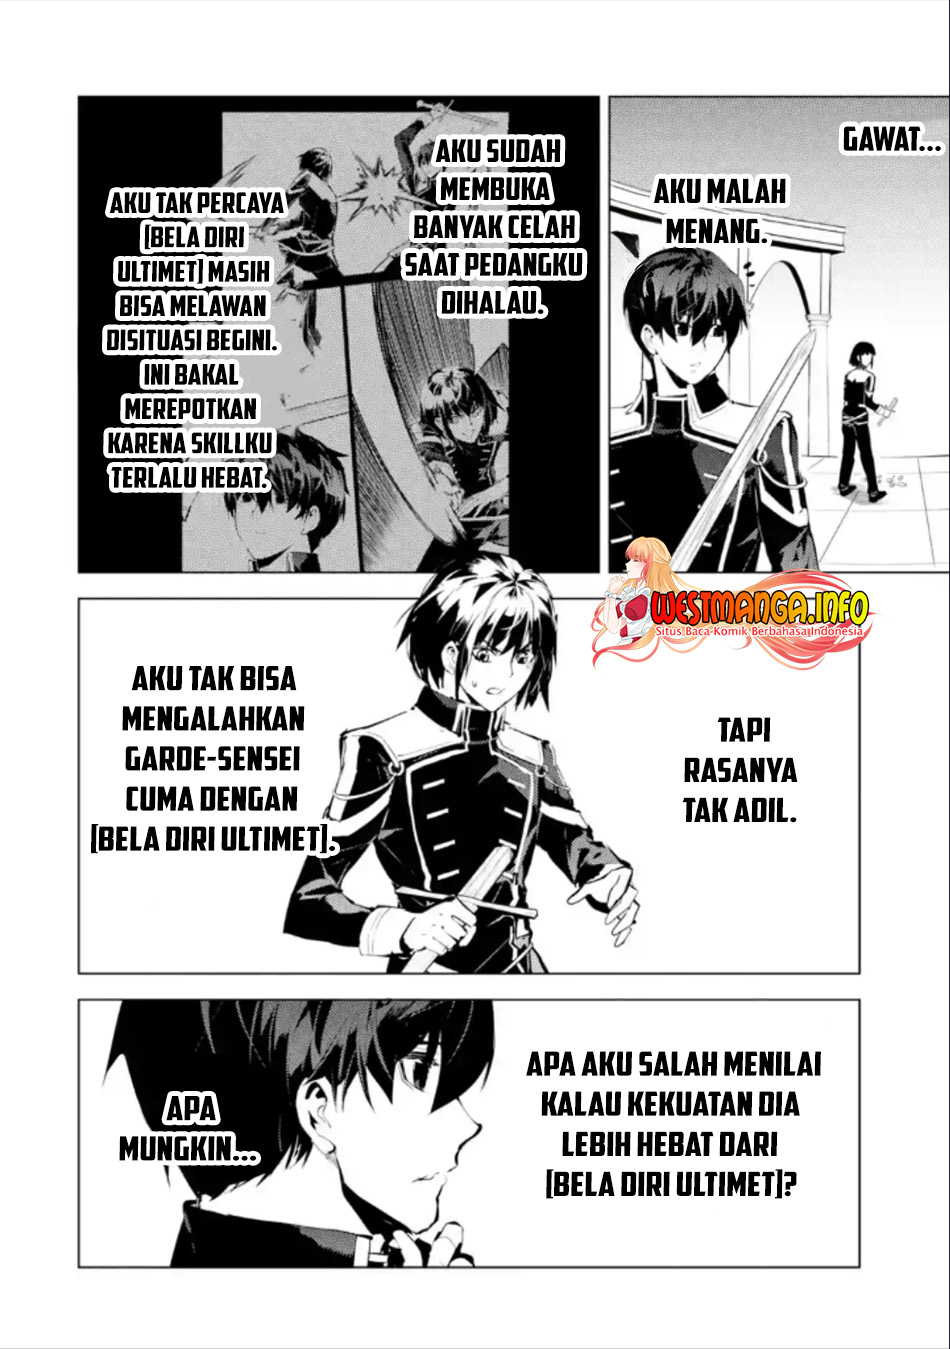 GAWAT...
AKU MALAH
MENANG.
AKU SUDAH
MEMBUKA
BANYAK CELAH
SAAT PEDANGKU
DIHALAU.
AKU TAK PERCAYA
[BELA DIRI
ULTIMET] MASIH
BISA MELAWAN
DISITUASI BEGINI.
INI BAKAL
MEREPOTKAN
KARENA SKILLKU
TERLALU HEBAT.
WESTMANGA.INFO
Situs Baca Komik Berbahasa Indonesia
TAPI
RASANYA
TAK ADIL.
AKU TAK BISA
MENGALAHKAN
GARDE-SENSEI
CUMA DENGAN
[BELA DIRI ULTIMET].
APA AKU SALAH MENILAI
KALAU KEKUATAN DIA
LEBIH HEBAT DARI
[BELA DIRI ULTIMET]?
APA
MUNGKIN...